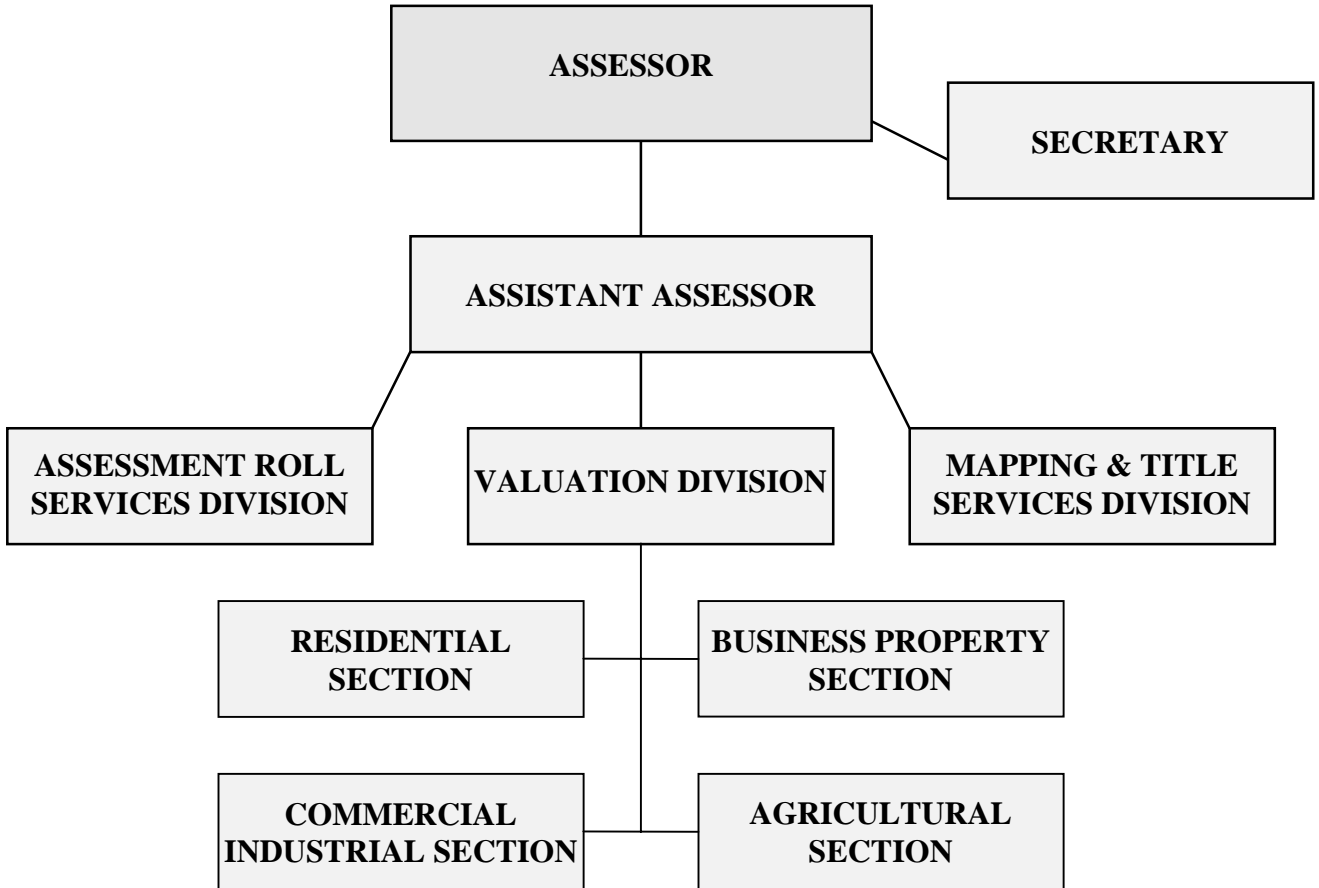 ASSESSOR
SECRETARY
ASSISTANT ASSESSOR
ASSESSMENT ROLL
SERVICES DIVISION
VALUATION DIVISION
MAPPING & TITLE
SERVICES DIVISION
RESIDENTIAL
SECTION
BUSINESS PROPERTY
SECTION
COMMERCIAL
INDUSTRIAL SECTION
AGRICULTURAL
SECTION